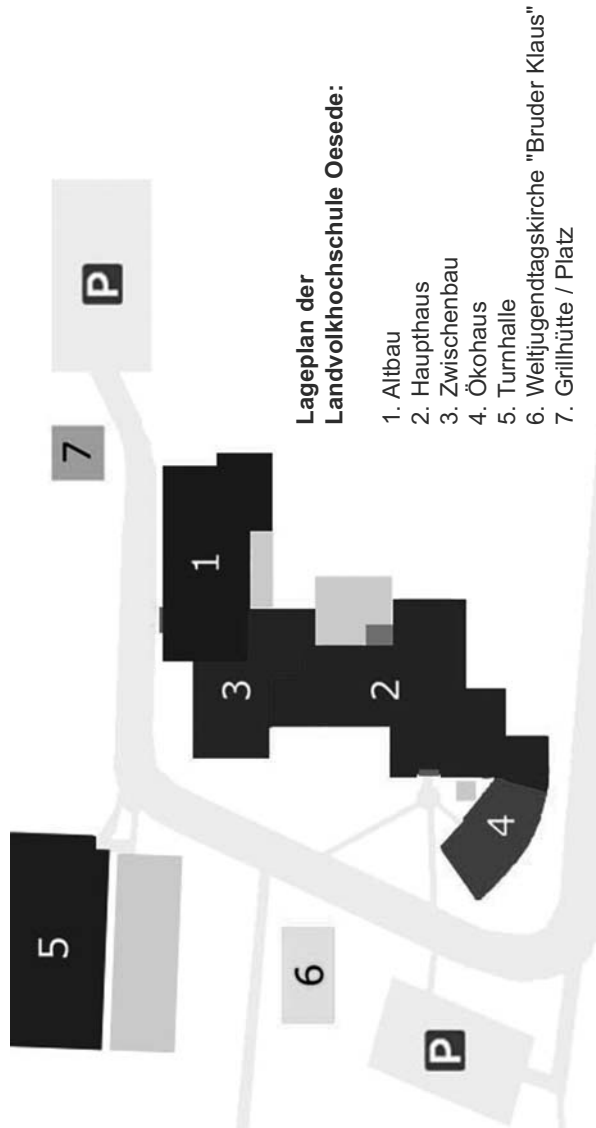 Lageplan der
Landvolkhochschule Oesede:
1. Altbau
2. Haupthaus
3. Zwischenbau
4. Ökohaus
5. Turnhalle
6. Weltjugendtagskirche "Bruder Klaus"
7. Grillhütte / Platz
P
7
1
3
2
4
5
6
P